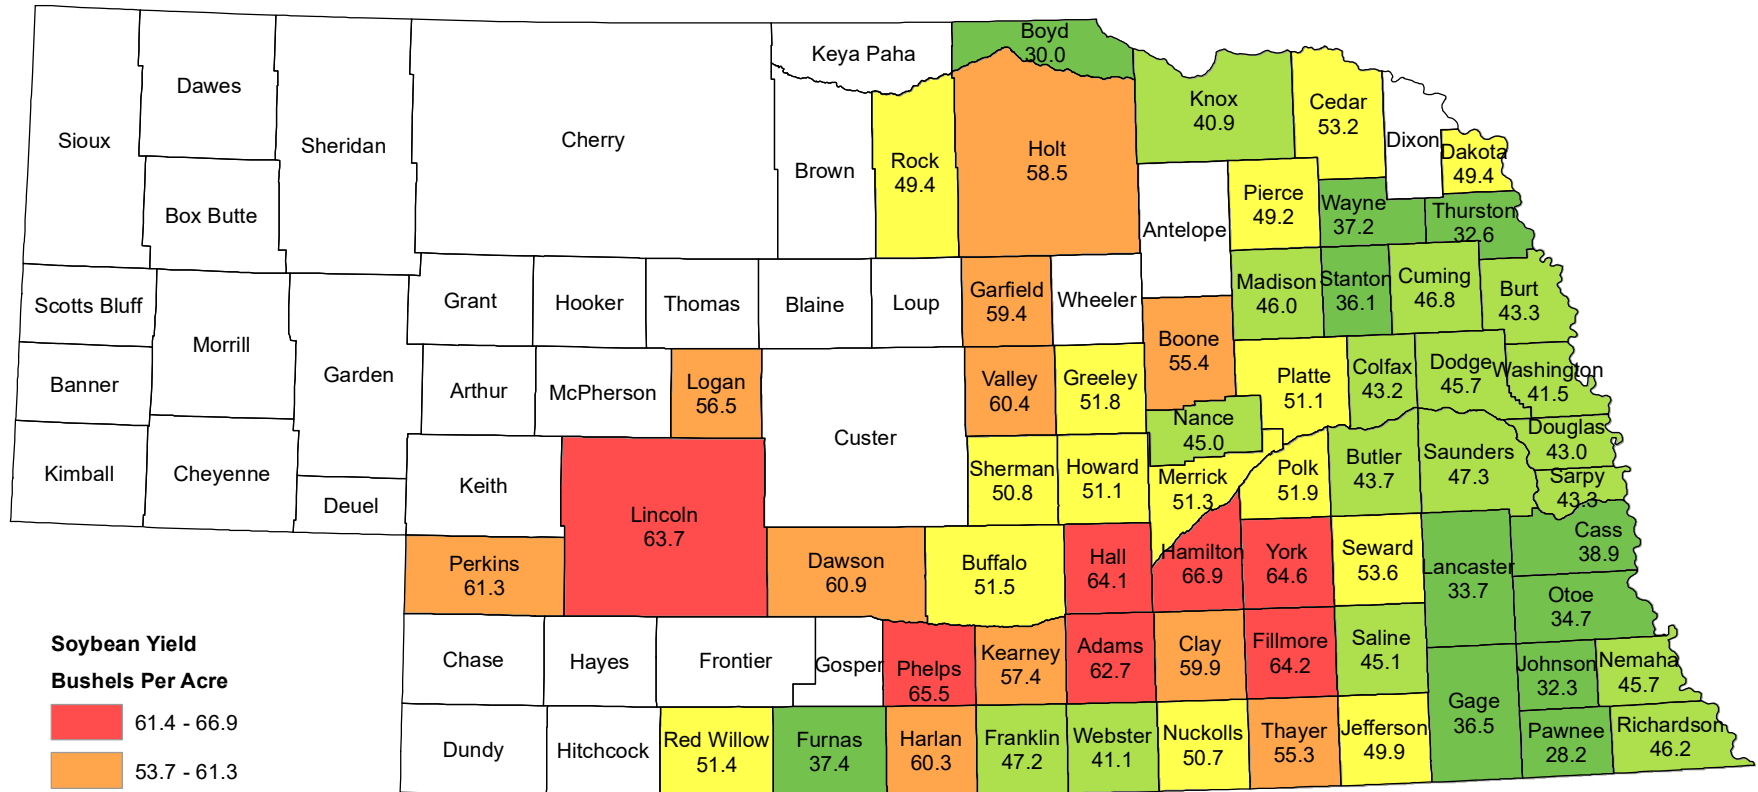 Boyd
30.0
Keya Paha
Dawes
Knox
40.9
Cedar
53.2
Sioux
Sheridan
Cherry
Brown
Rock
49.4
Holt
58.5
Dixon
Dakota
49.4
Box Butte
Antelope
Pierce
49.2
Wayne
37.2
Thurston
32.6
Scotts Bluff
Morrill
Grant
Hooker
Thomas
Blaine
Loup
Garfield
59.4
Wheeler
Madison
46.0
Stanton
36.1
Cuming
46.8
Burt
43.3
Banner
Garden
Arthur
McPherson
Logan
56.5
Valley
60.4
Greeley
51.8
Boone
55.4
Platte
51.1
Colfax
43.2
Dodge
45.7
Washington
41.5
Kimball
Cheyenne
Deuel
Keith
Lincoln
63.7
Custer
Sherman
50.8
Howard
51.1
Nance
45.0
Merrick
51.3
Polk
51.9
Butler
43.7
Saunders
47.3
Douglas
43.0
Sarpy
43.3
Perkins
61.3
Dawson
60.9
Buffalo
51.5
Hall
64.1
Hamilton
66.9
York
64.6
Seward
53.6
Lancaster
33.7
Cass
38.9
Otoe
34.7
Chase
Hayes
Frontier
Gosper
Phelps
65.5
Kearney
57.4
Adams
62.7
Clay
59.9
Fillmore
64.2
Saline
45.1
Gage
36.5
Johnson
32.3
Nemaha
45.7
Dundy
Hitchcock
Red Willow
51.4
Furnas
37.4
Harlan
60.3
Franklin
47.2
Webster
41.1
Nuckolls
50.7
Thayer
55.3
Jefferson
49.9
Pawnee
28.2
Richardson
46.2
Soybean Yield
Bushels Per Acre
61.4 - 66.9
53.7 - 61.3